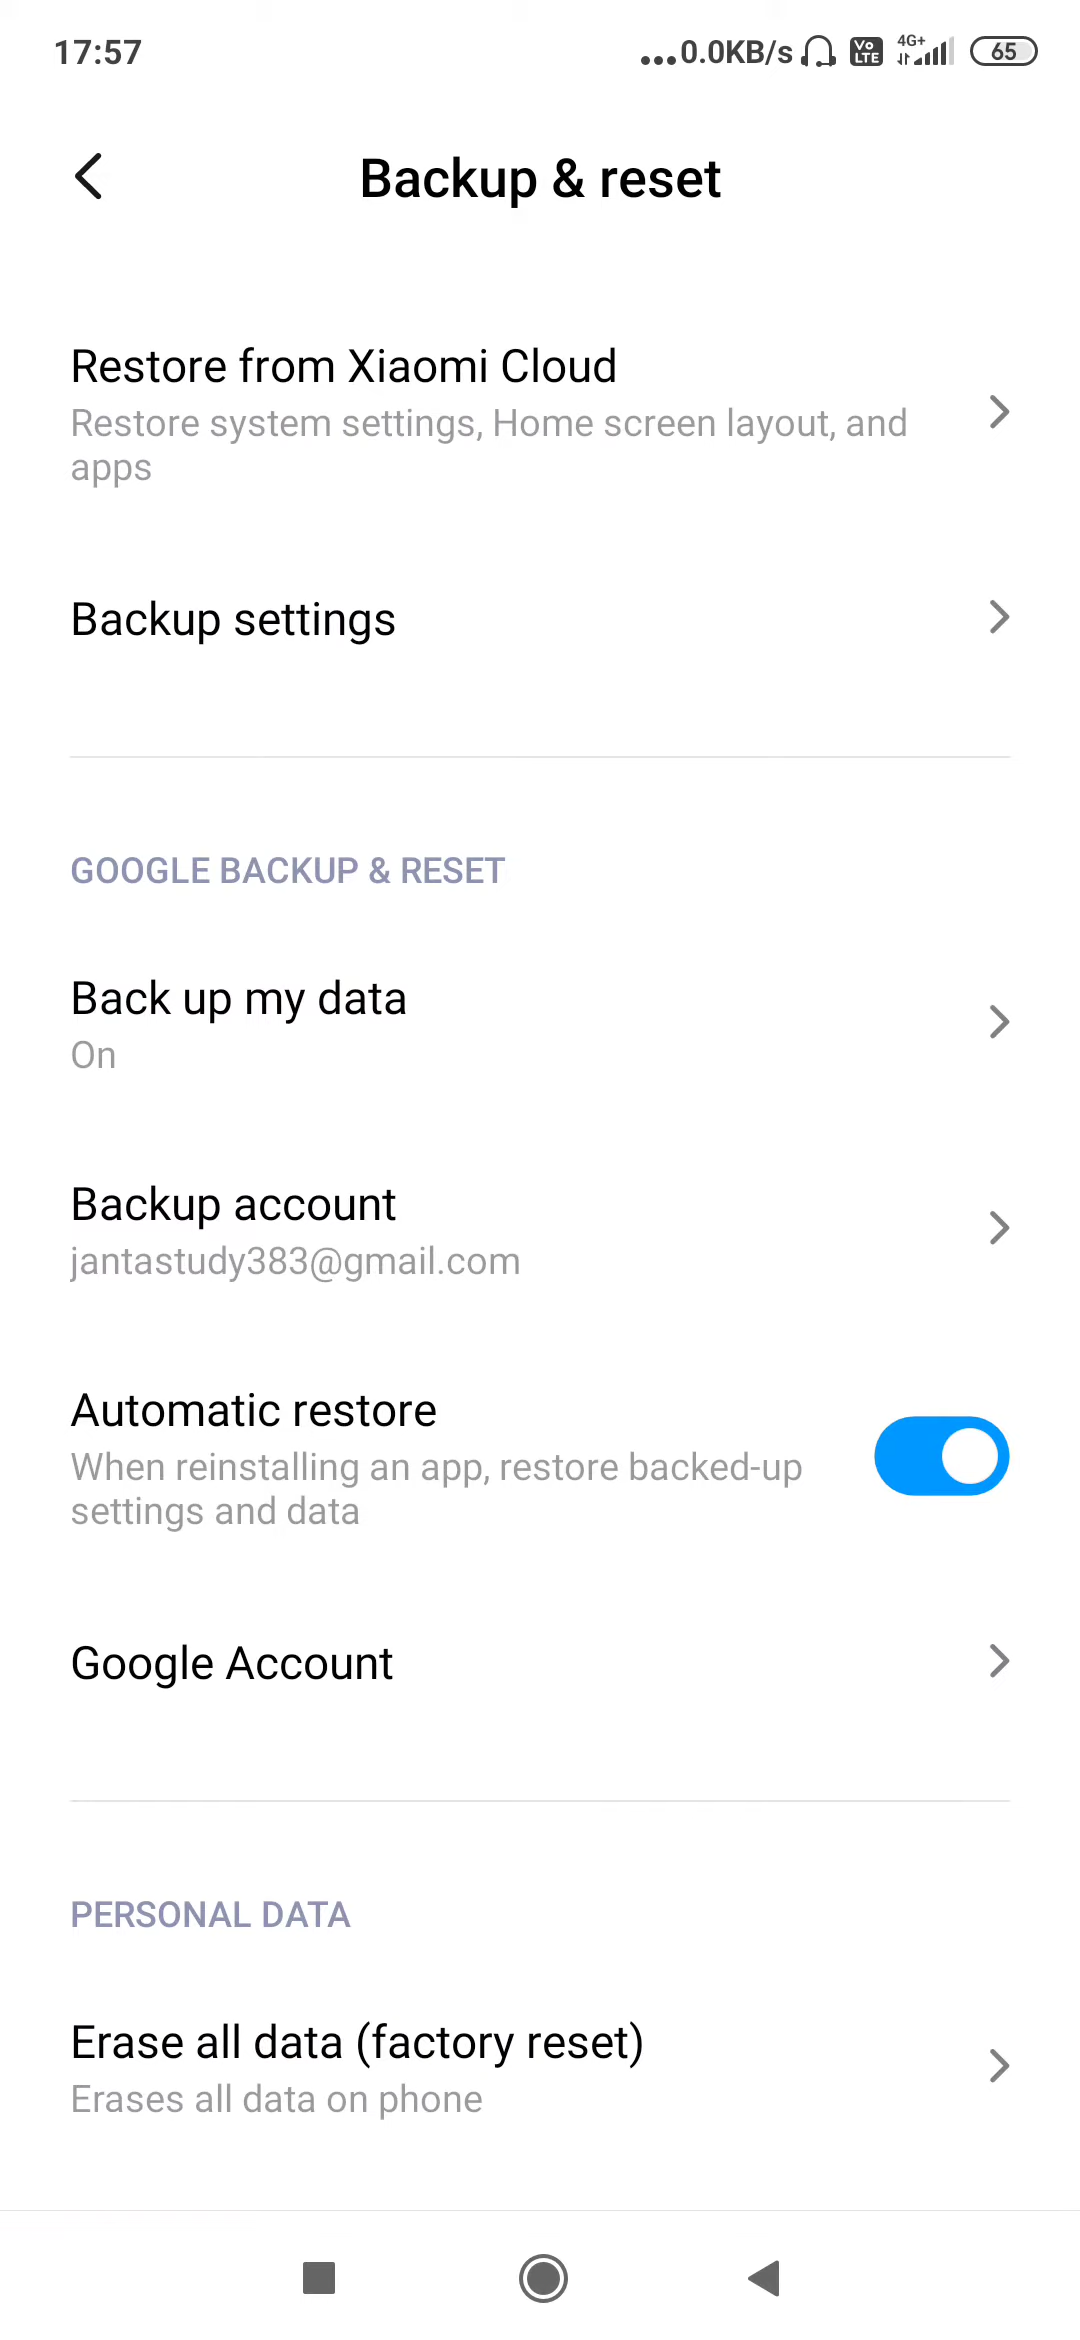 17:57
...0.0KB/s Vo LTE 4G+ 65
Backup & reset
Restore from Xiaomi Cloud
Restore system settings, Home screen layout, and
apps
Backup settings
GOOGLE BACKUP & RESET
Back up my data
On
Backup account
jantastudy383@gmail.com
Automatic restore
When reinstalling an app, restore backed-up
settings and data
Google Account
PERSONAL DATA
Erase all data (factory reset)
Erases all data on phone